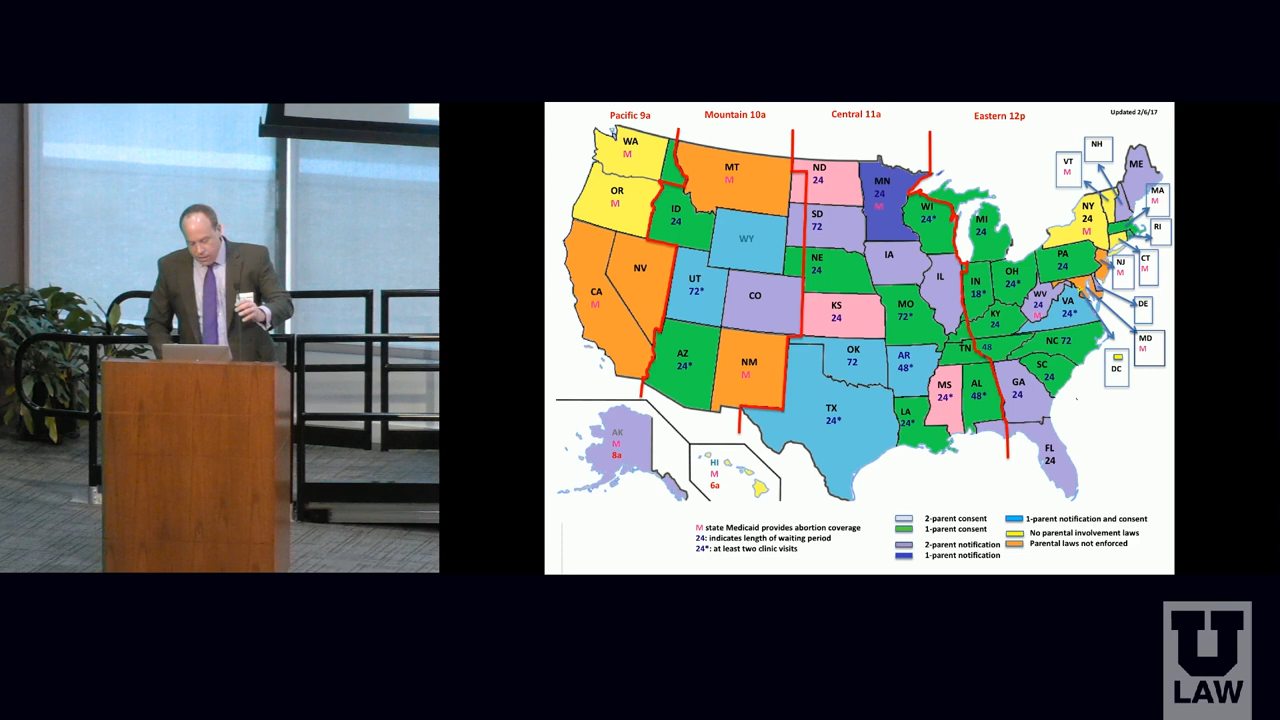 Pacific 9a
Mountain 10a
Central 11a
Eastern 12p
Updated 2/6/17
WA
M
OR
M
CA
M
NV
ID
24
MT
M
WY
UT
72*
CO
AZ
24*
NM
M
ND
24
SD
72
NE
24
KS
24
OK
72
TX
24*
MN
24
M
IA
MO
72*
AR
48*
LA
24*
WI
24*
IL
MS
24*
MI
24
IN
18*
OH
24*
KY
24
TN 48
AL
48*
GA
24
FL
24
SC
24
NC 72
VA
24*
WV
24
M
PA
24
NY
24
M
VT
M
NH
ME
MA
M
RI
CT
M
NJ
M
DE
MD
M
DC
AK
M
8a
HI
M
6a
M state Medicaid provides abortion coverage
24: indicates length of waiting period
24*: at least two clinic visits
2-parent consent
1-parent consent
2-parent notification
1-parent notification
1-parent notification and consent
No parental involvement laws
Parental laws not enforced
U
LAW